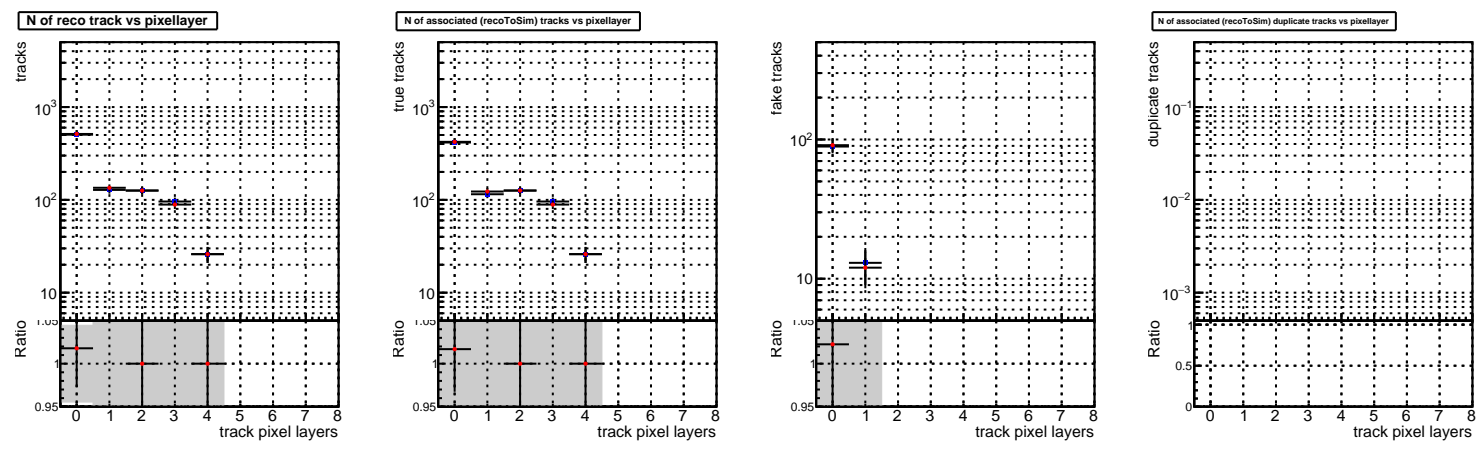 N of reco track vs pixellayer
tracks
10³
10²
10
Ratio
1.05
1
0.95
0 1 2 3 4 5 6 7 8
track pixel layers
N of associated (recoToSim) tracks vs pixellayer
true tracks
10³
10²
10
Ratio
1.05
1
0.95
0 1 2 3 4 5 6 7 8
track pixel layers
fake tracks
10²
10
Ratio
1.05
1
0.95
0 1 2 3 4 5 6 7 8
track pixel layers
N of associated (recoToSim) duplicate tracks vs pixellayer
duplicate tracks
10⁻¹
10⁻²
10⁻³
Ratio
1
0.5
0
0 1 2 3 4 5 6 7 8
track pixel layers